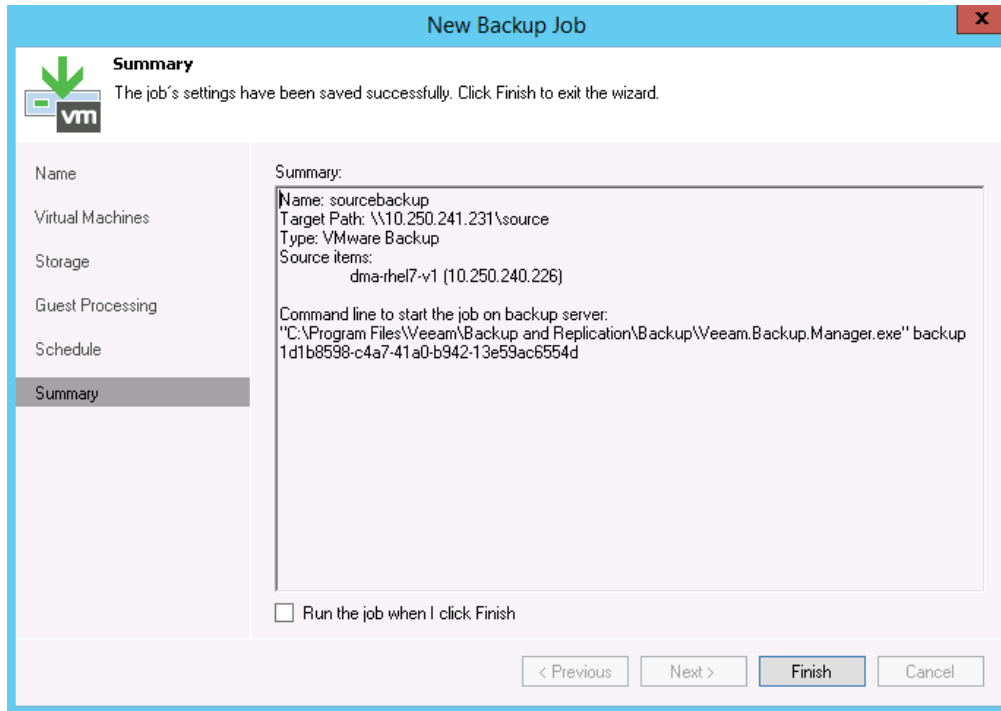 New Backup Job
x
Summary
The job´s settings have been saved successfully. Click Finish to exit the wizard.
vm
Name
Virtual Machines
Storage
Guest Processing
Schedule
Summary
Summary:
Name: sourcebackup
Target Path: \\10.250.241.231\source
Type: VMware Backup
Source items:
dma-rhel7-v1 (10.250.240.226)
Command line to start the job on backup server:
"C:\Program Files\Veeam\Backup and Replication\Backup\Veeam.Backup.Manager.exe" backup
1d1b8598-c4a7-41a0-b942-13e59ac6554d
Run the job when I click Finish
< Previous
Next >
Finish
Cancel